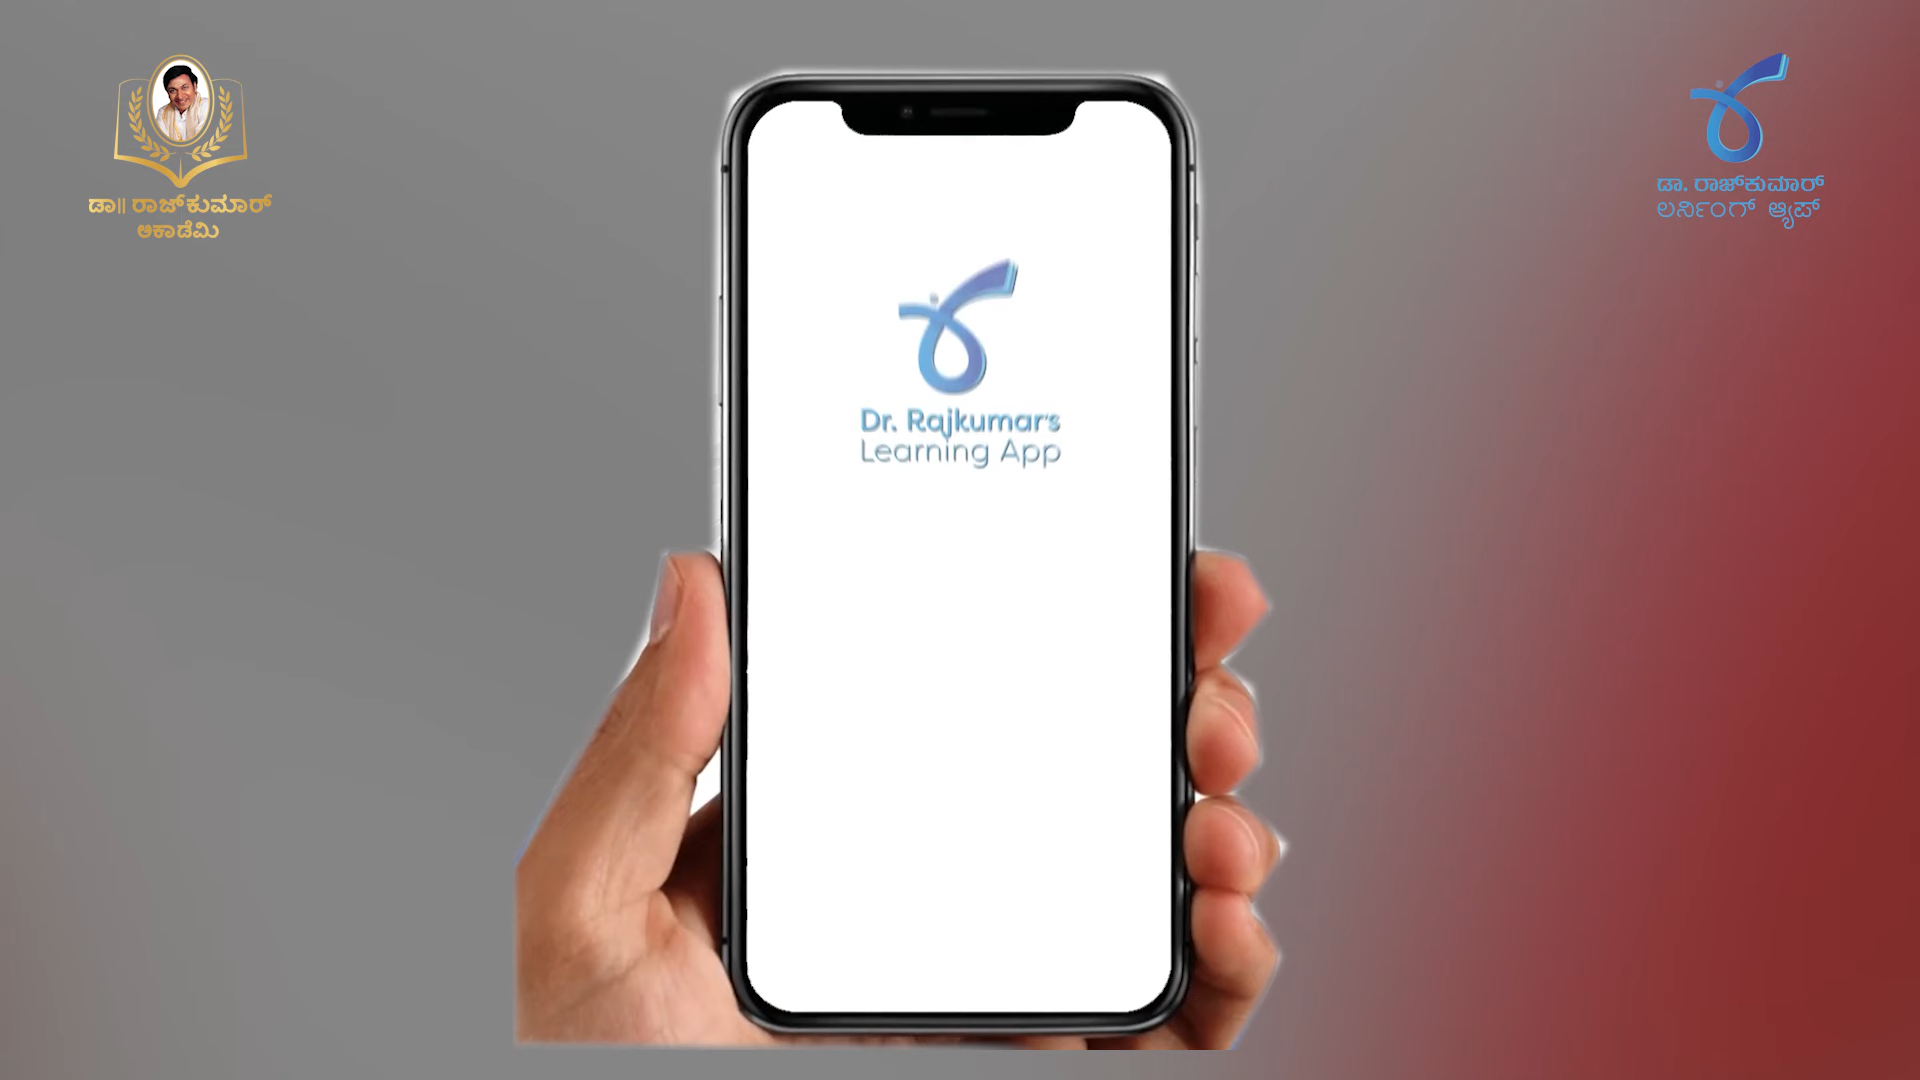 ಡಾ|| ರಾಜ್‌ಕುಮಾರ್
ಅಕಾಡೆಮಿ
ಡಾ. ರಾಜ್‌ಕುಮಾರ್
ಲರ್ನಿಂಗ್ ಆ್ಯಪ್
Dr. Rajkumar's
Learning App